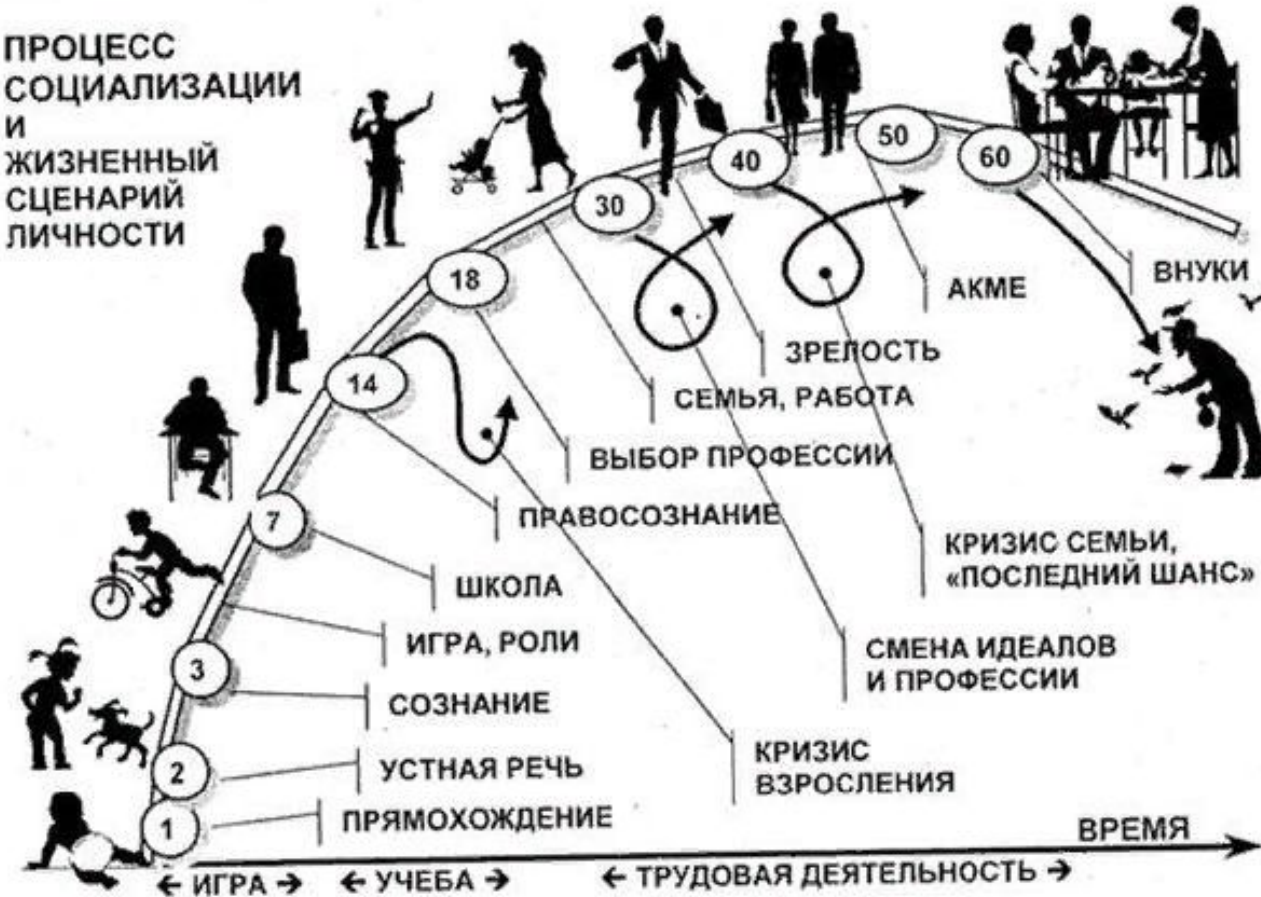 ПРОЦЕСС
СОЦИАЛИЗАЦИИ
И
ЖИЗНЕННЫЙ
СЦЕНАРИЙ
ЛИЧНОСТИ
50
40
60
30
18
ВНУКИ
АКМЕ
ЗРЕЛОСТЬ
14
СЕМЬЯ, РАБОТА
ВЫБОР ПРОФЕССИИ
7
ПРАВОСОЗНАНИЕ
КРИЗИС СЕМЬИ,
«ПОСЛЕДНИЙ ШАНС»
ШКОЛА
ИГРА, РОЛИ
3
СМЕНА ИДЕАЛОВ
И ПРОФЕССИИ
СОЗНАНИЕ
КРИЗИС
ВЗРОСЛЕНИЯ
2
УСТНАЯ РЕЧЬ
1
ПРЯМОХОЖДЕНИЕ
ВРЕМЯ
← ИГРА → ← УЧЕБА → ← ТРУДОВАЯ ДЕЯТЕЛЬНОСТЬ →